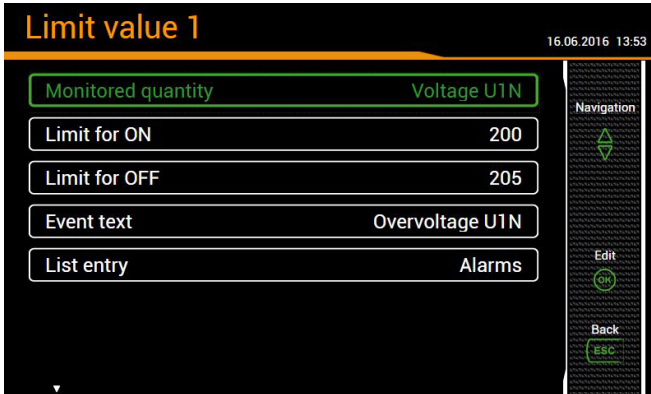 Limit value 1
16.06.2016 13:53
Monitored quantity Voltage U1N
Navigation
Limit for ON 200
Limit for OFF 205
Event text Overvoltage U1N
List entry Alarms
Edit
OK
Back
ESC